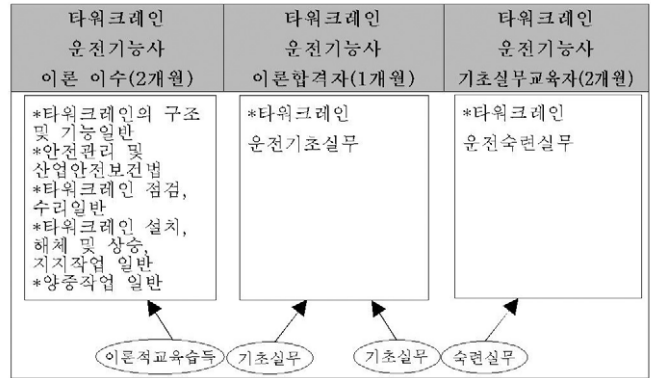 타워크레인
운전기능사
이론 이수(2개월)
타워크레인
운전기능사
이론합격자(1개월)
타워크레인
운전기능사
기초실무교육자(2개월)
*타워크레인의 구조
및 기능일반
*안전관리 및
산업안전보건법
*타워크레인 점검,
수리일반
*타워크레인 설치,
해체 및 상승,
지지작업 일반
*양중작업 일반
*타워크레인
운전기초실무
*타워크레인
운전숙련실무
이론적교육습득
기초실무
기초실무
숙련실무